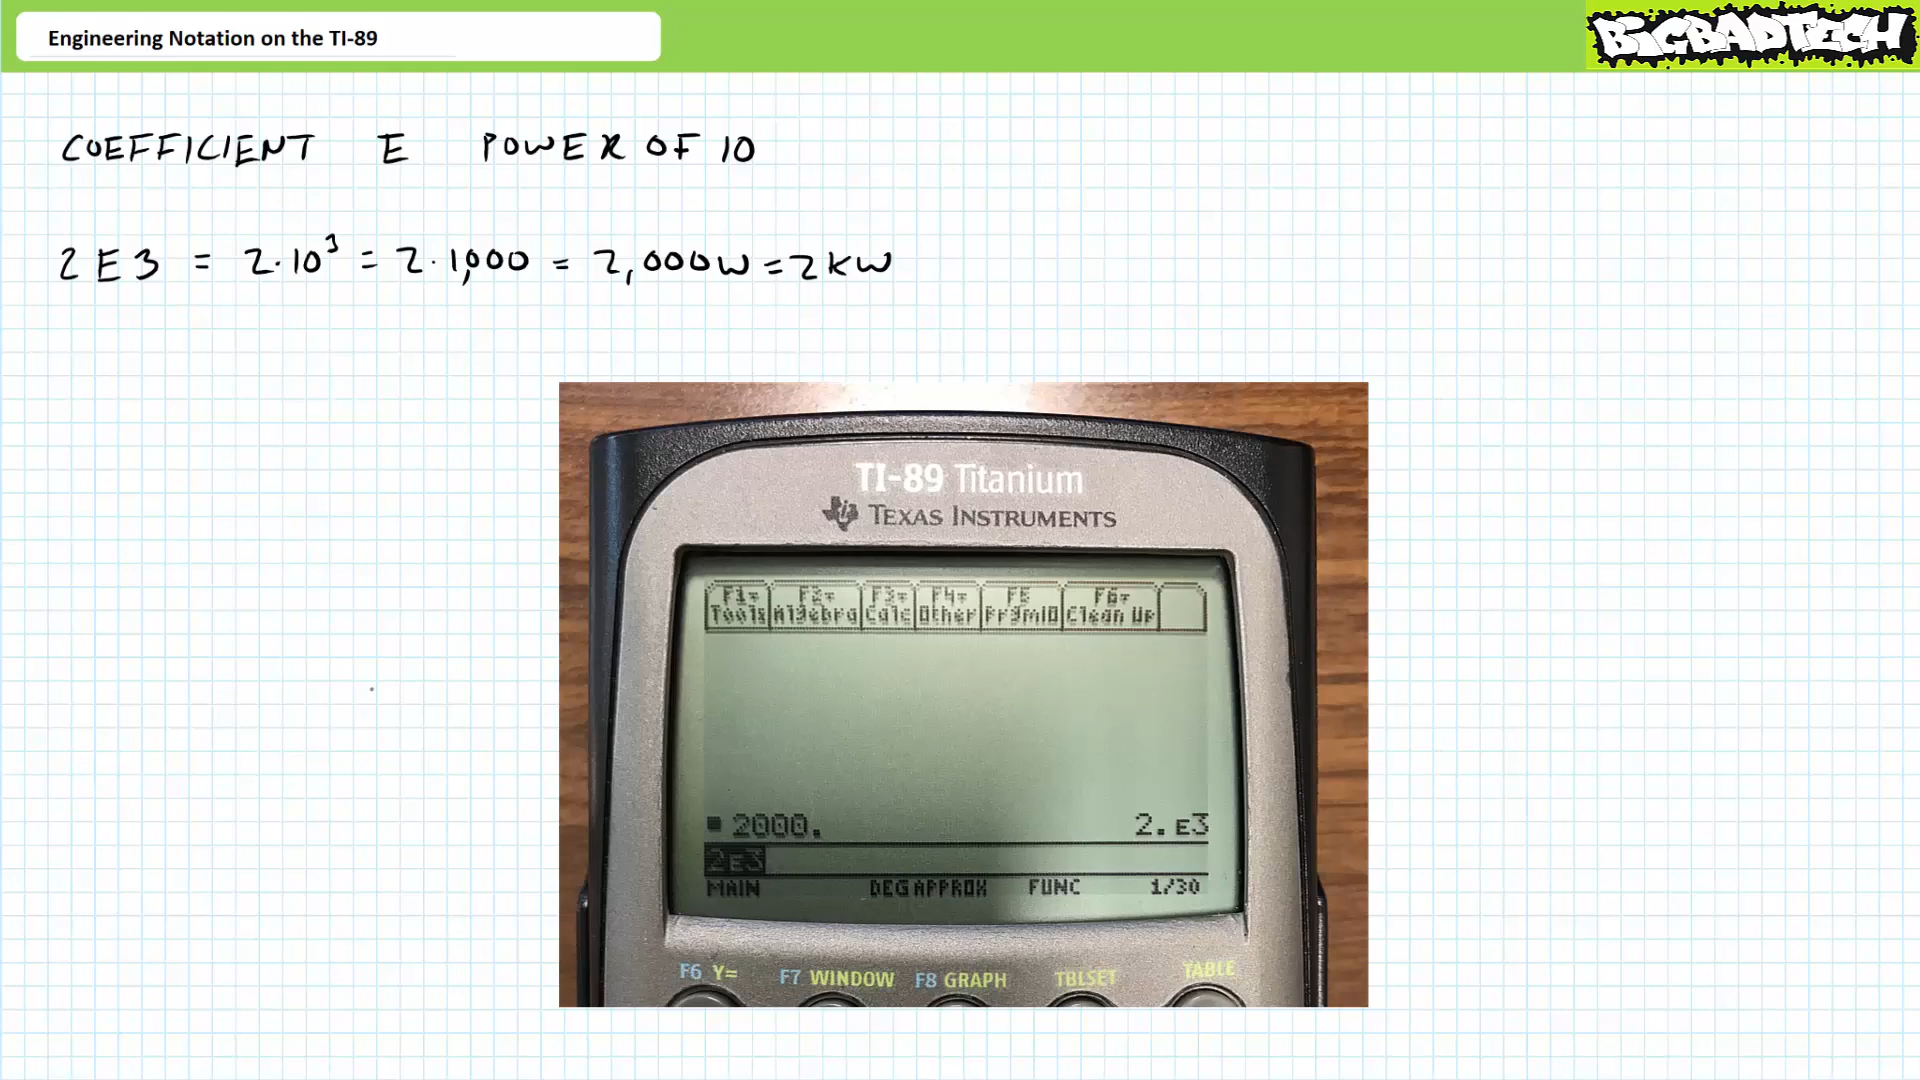 Engineering Notation on the TI-89
BIGBADTECH
COEFFICIENT E POWER OF 10
2 E 3 = 2·10³ = 2·1,000 = 2,000W = 2KW
TI-89 Titanium
TEXAS INSTRUMENTS
F1 F2 F3 F4 F5 F6
Tools Algebra Calc Other PrgmIO Clean Up
2000. 2.E3
2E3
MAIN DEG APPROX FUNC 1/30
F6 Y= F7 WINDOW F8 GRAPH TBLSET TABLE